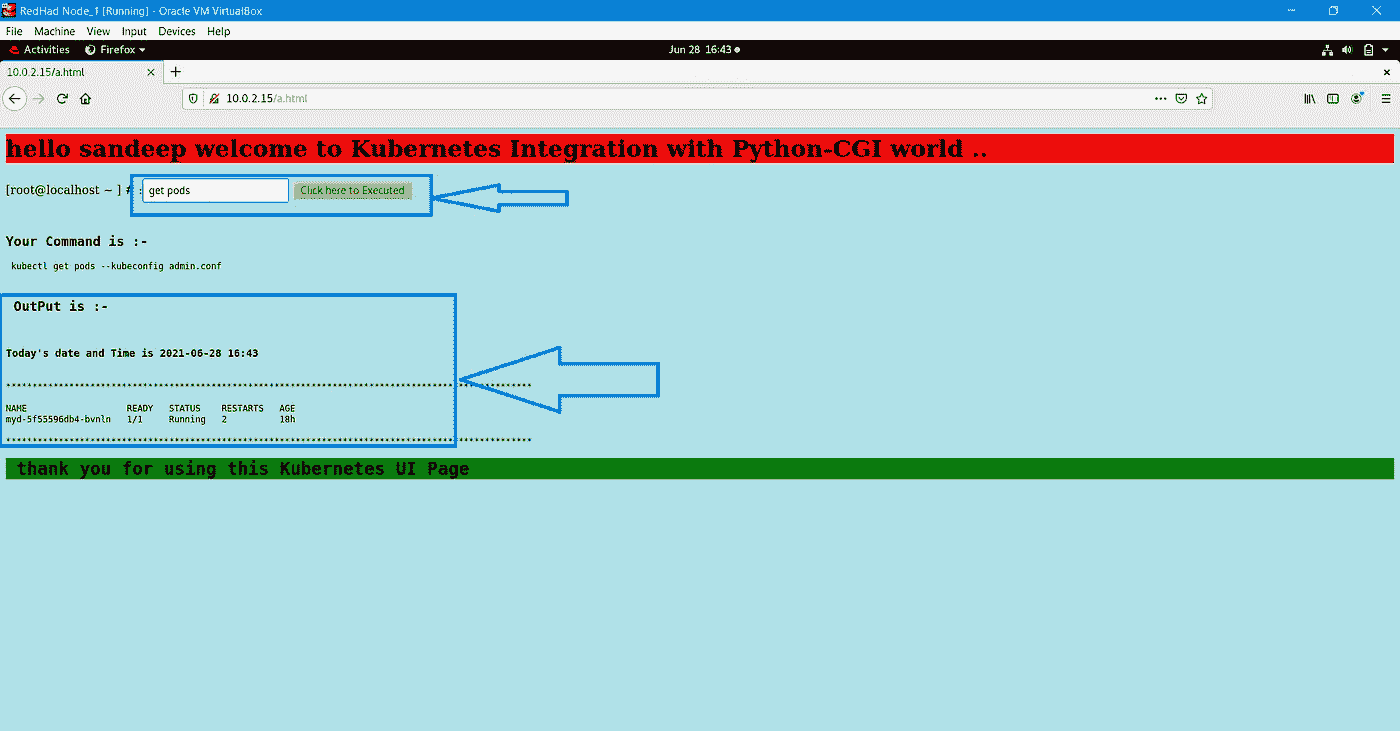 RedHad Node_1 [Running] - Oracle VM VirtualBox
File Machine View Input Devices Help
Activities Firefox Jun 28 16:43
10.0.2.15/a.html
10.0.2.15/a.html
hello sandeep welcome to Kubernetes Integration with Python-CGI world ..
[root@localhost ~ ] # : get pods Click here to Executed
Your Command is :-
kubectl get pods --kubeconfig admin.conf
OutPut is :-
Today's date and Time is 2021-06-28 16:43
****************************************************************************************************
NAME READY STATUS RESTARTS AGE
myd-5f55596db4-bvnln 1/1 Running 2 18h
****************************************************************************************************
thank you for using this Kubernetes UI Page